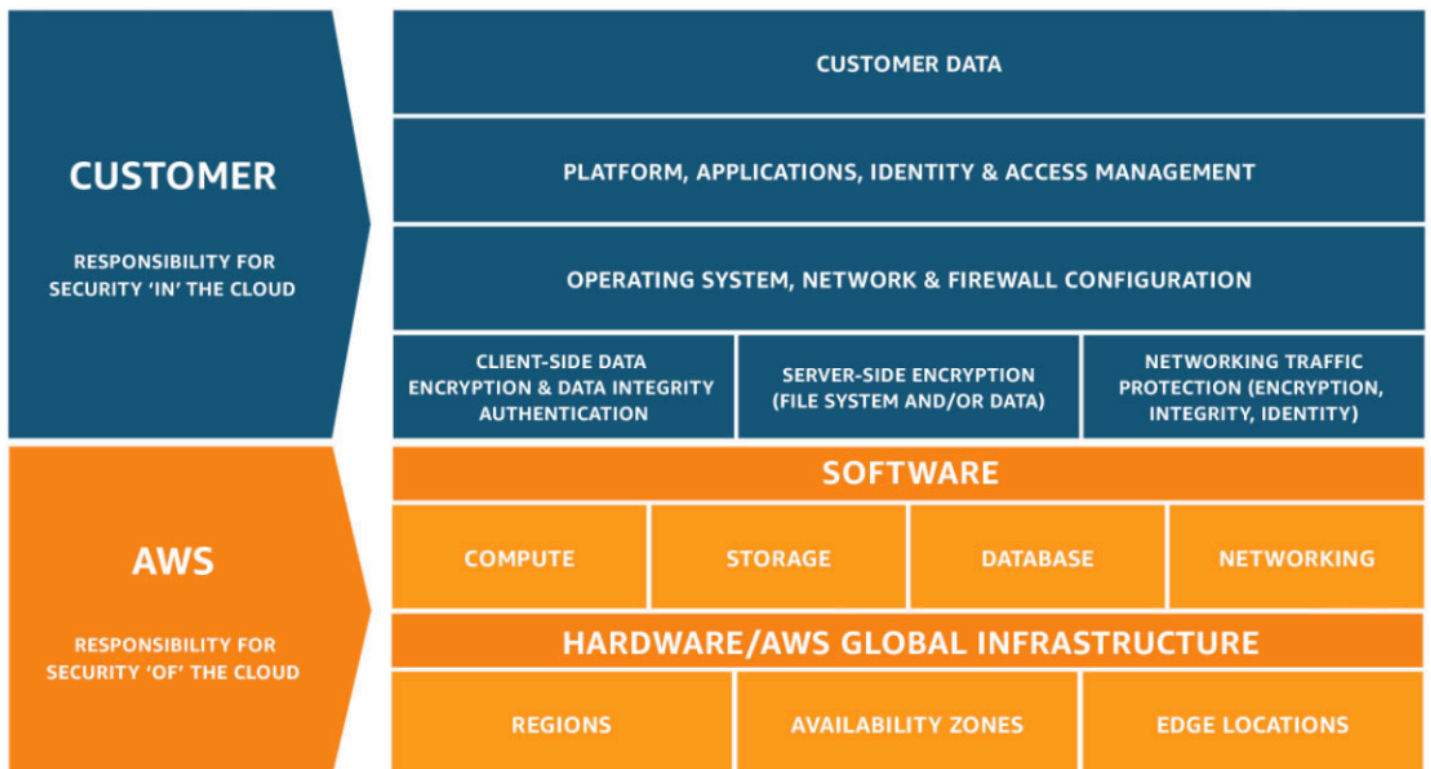 CUSTOMER
RESPONSIBILITY FOR
SECURITY ‘IN’ THE CLOUD
CUSTOMER DATA
PLATFORM, APPLICATIONS, IDENTITY & ACCESS MANAGEMENT
OPERATING SYSTEM, NETWORK & FIREWALL CONFIGURATION
CLIENT-SIDE DATA
ENCRYPTION & DATA INTEGRITY
AUTHENTICATION
SERVER-SIDE ENCRYPTION
(FILE SYSTEM AND/OR DATA)
NETWORKING TRAFFIC
PROTECTION (ENCRYPTION,
INTEGRITY, IDENTITY)
AWS
RESPONSIBILITY FOR
SECURITY ‘OF’ THE CLOUD
SOFTWARE
COMPUTE
STORAGE
DATABASE
NETWORKING
HARDWARE/AWS GLOBAL INFRASTRUCTURE
REGIONS
AVAILABILITY ZONES
EDGE LOCATIONS